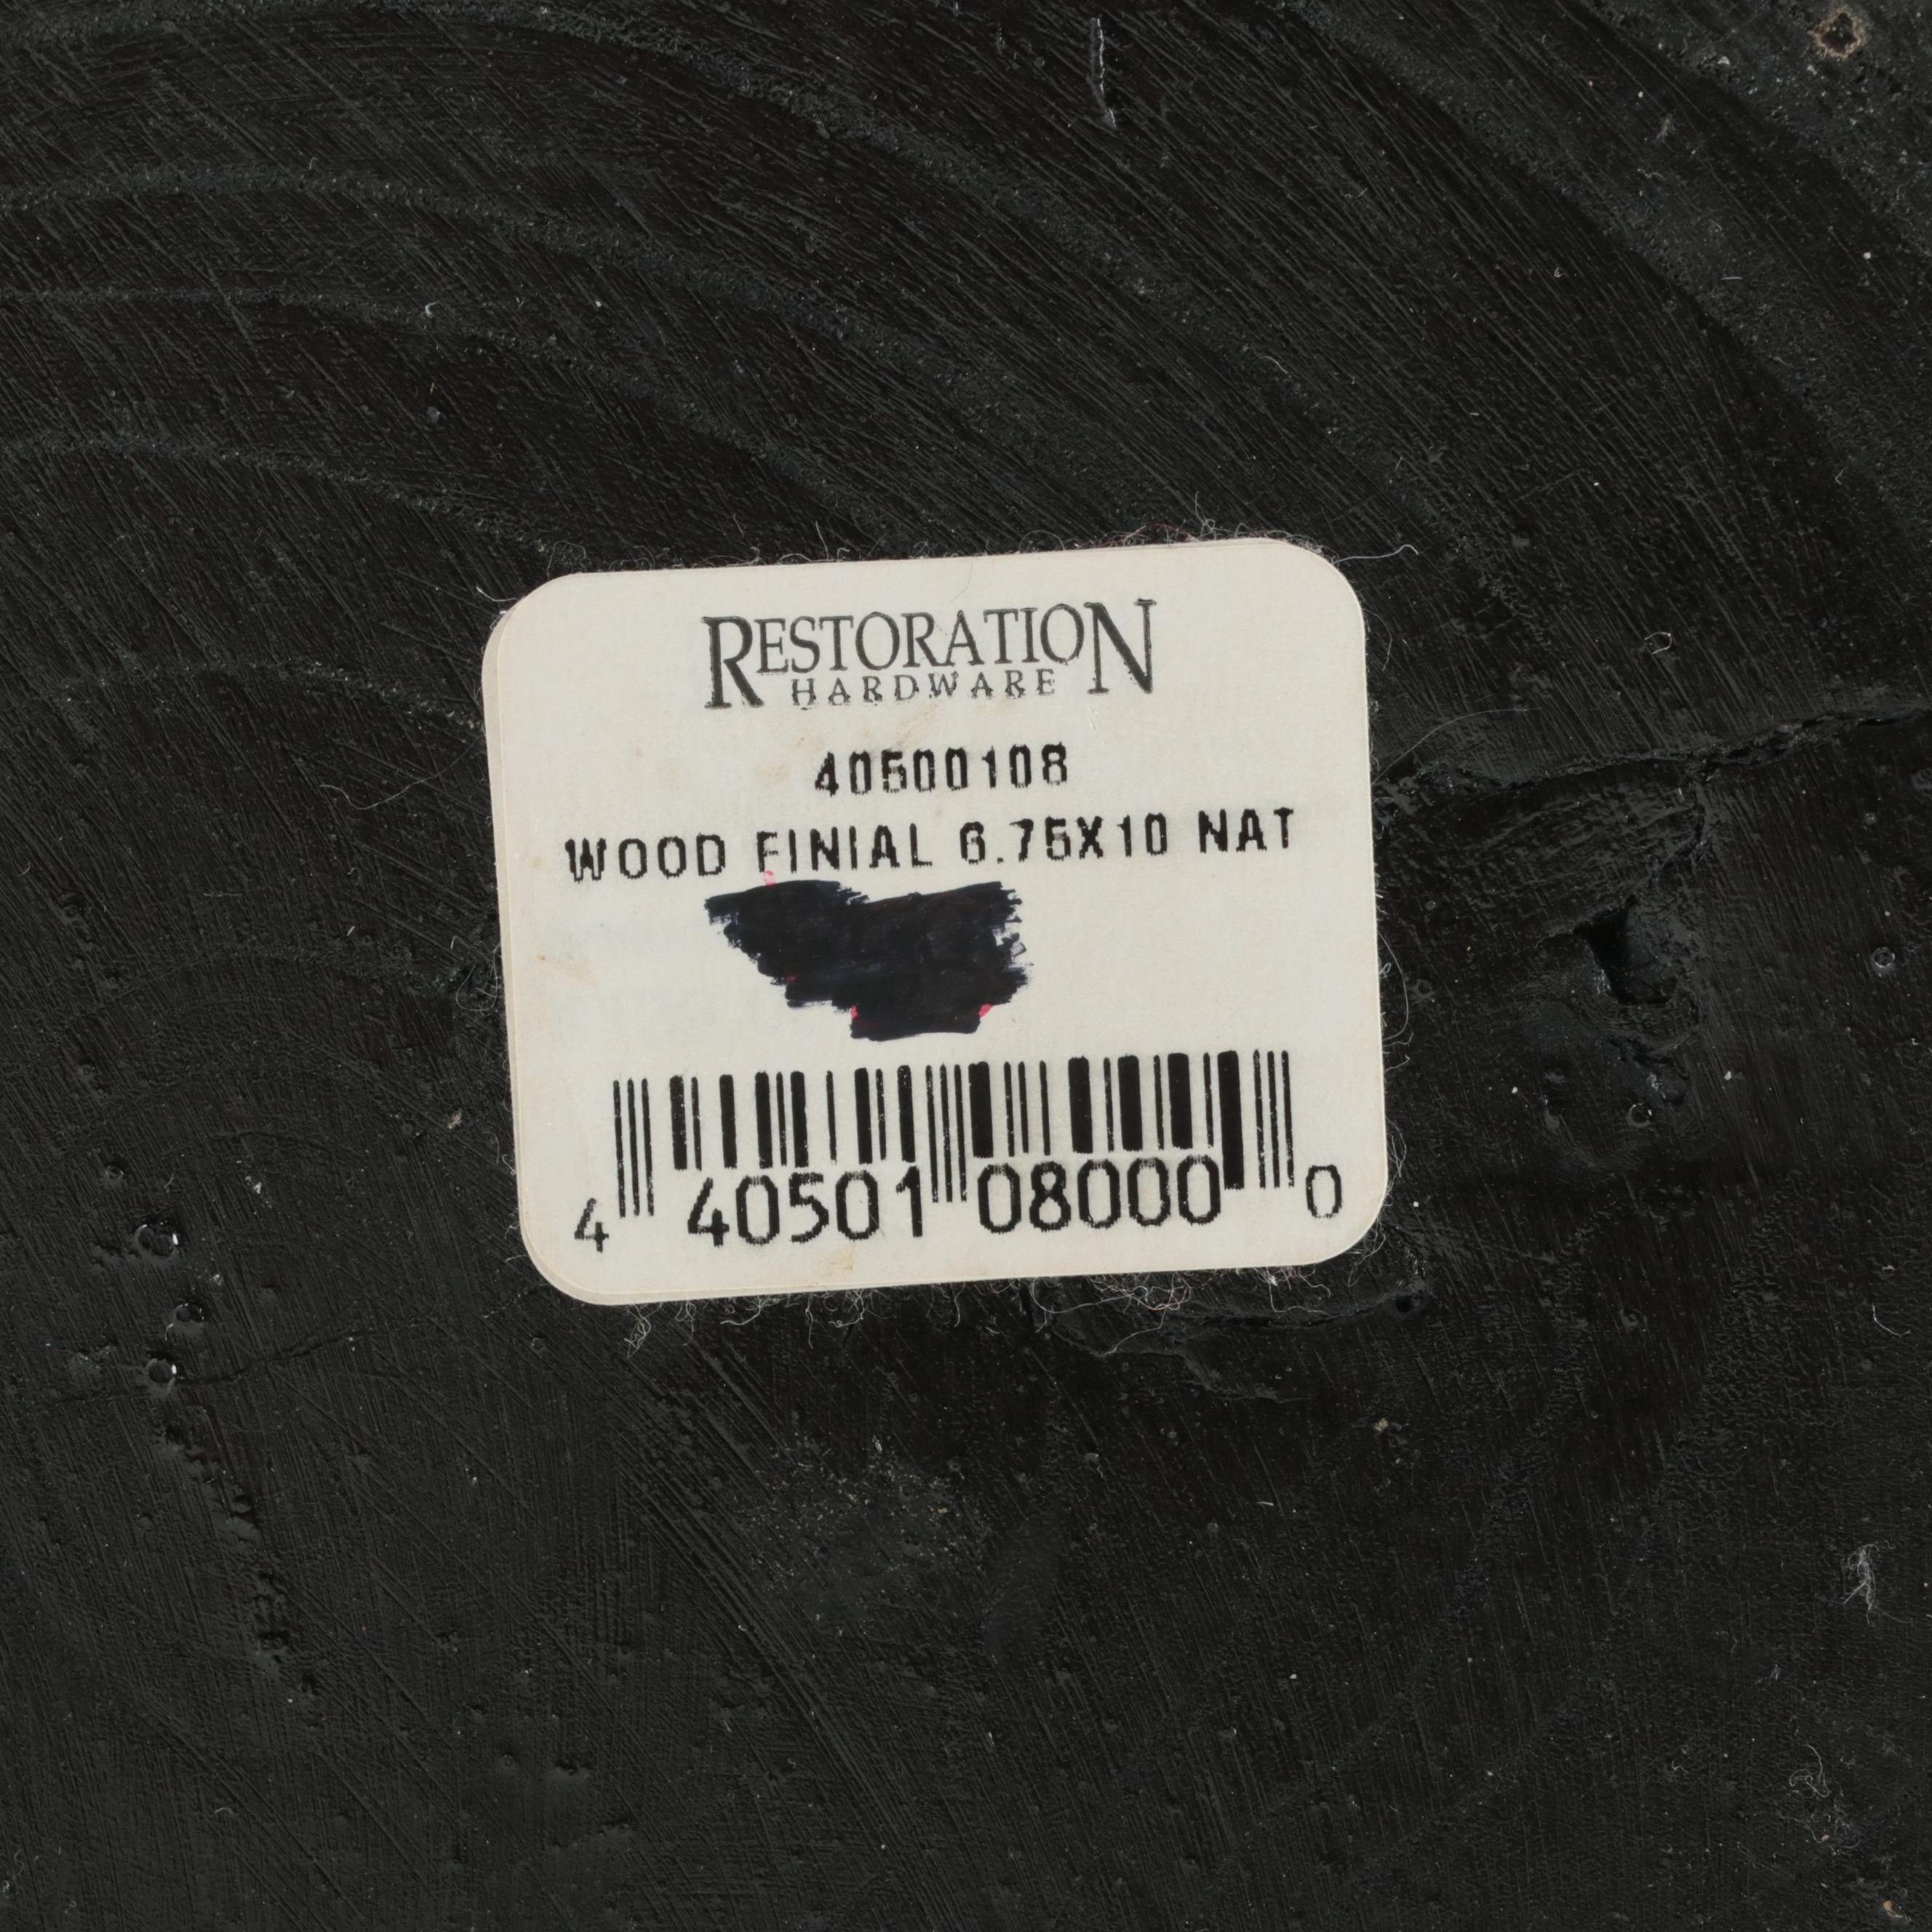 RESTORATION
HARDWARE
40500108
WOOD FINIAL 6.75X10 NAT
4 40501 08000 0